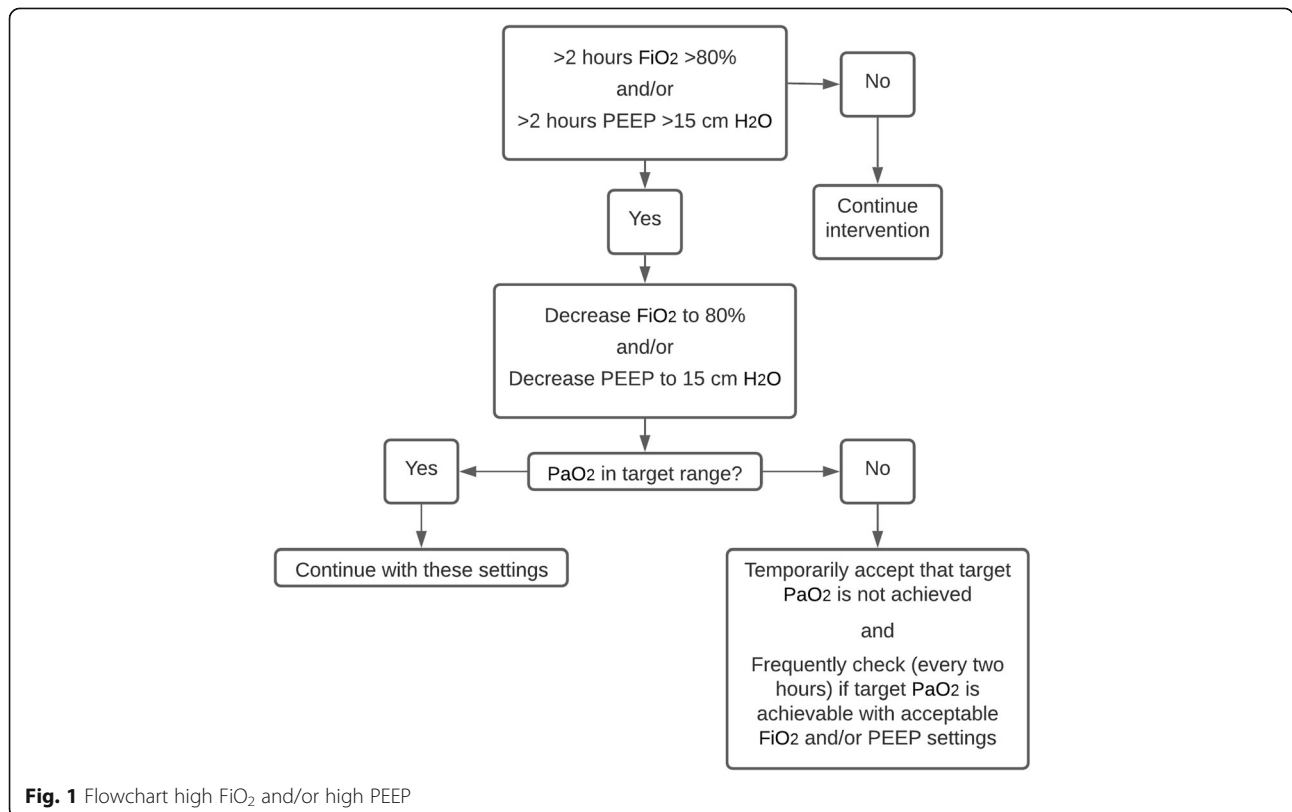 >2 hours FiO2 >80%
and/or
>2 hours PEEP >15 cm H2O
No
Yes
Continue
intervention
Decrease FiO2 to 80%
and/or
Decrease PEEP to 15 cm H2O
Yes
PaO2 in target range?
No
Continue with these settings
Temporarily accept that target
PaO2 is not achieved
and
Frequently check (every two
hours) if target PaO2 is
achievable with acceptable
FiO2 and/or PEEP settings
Fig. 1 Flowchart high FiO₂ and/or high PEEP